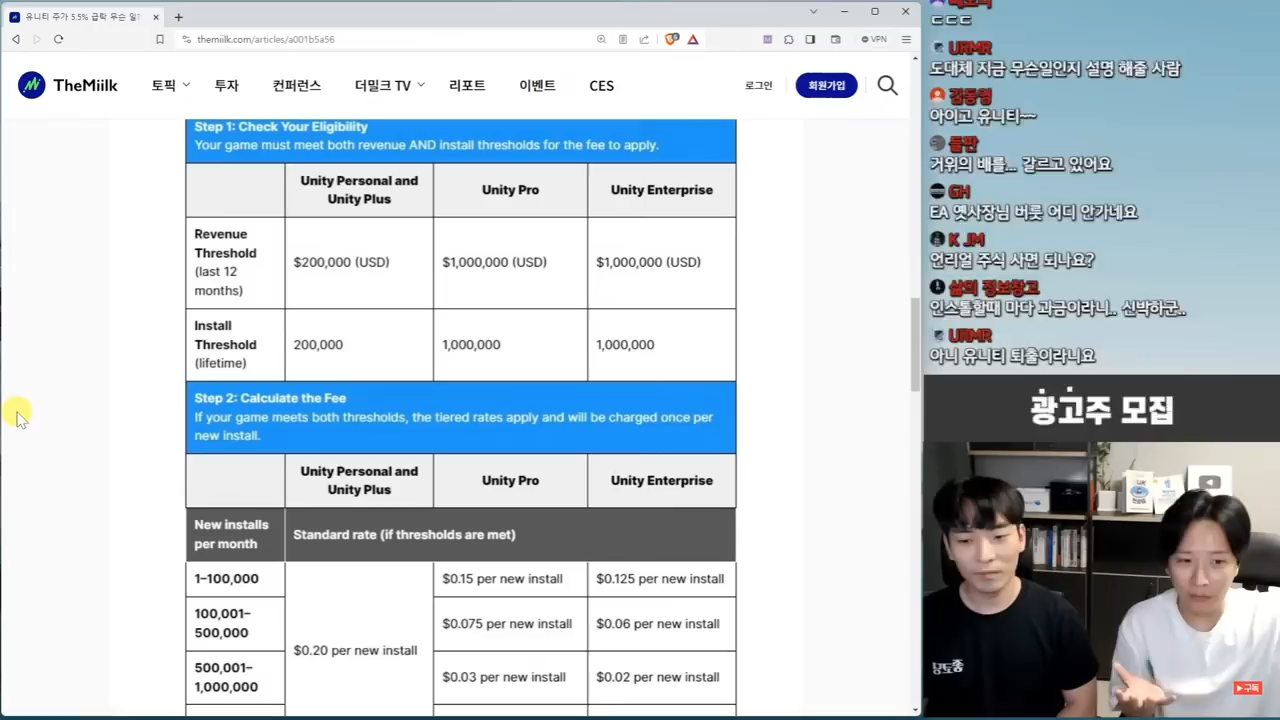 유니티 주가 5.5% 급락 무슨 일?
themiilk.com/articles/a001b5a56
VPN
TheMiilk
토픽
투자
컨퍼런스
더밀크 TV
리포트
이벤트
CES
로그인
회원가입
Step 1: Check Your Eligibility
Your game must meet both revenue AND install thresholds for the fee to apply.
Unity Personal and
Unity Plus
Unity Pro
Unity Enterprise
Revenue
Threshold
(last 12
months)
$200,000 (USD)
$1,000,000 (USD)
$1,000,000 (USD)
Install
Threshold
(lifetime)
200,000
1,000,000
1,000,000
Step 2: Calculate the Fee
If your game meets both thresholds, the tiered rates apply and will be charged once per
new install.
Unity Personal and
Unity Plus
Unity Pro
Unity Enterprise
New installs
per month
Standard rate (if thresholds are met)
1–100,000
$0.15 per new install
$0.125 per new install
100,001–
500,000
$0.075 per new install
$0.06 per new install
$0.20 per new install
500,001–
1,000,000
$0.03 per new install
$0.02 per new install
ㄷㄷㄷ
URMR
도대체 지금 무슨일인지 설명 해줄 사람
김동영
아이고 유니티~~
들판
거위의 배를... 갈르고 있어요
GH
EA 옛사장님 버릇 어디 안가네요
K JM
언리얼 주식 사면 되나요?
삶의 정보창고
인스톨할때 마다 과금이라니.. 신박하군..
URMR
아니 유니티 퇴출이라니요
광고주 모집
구독